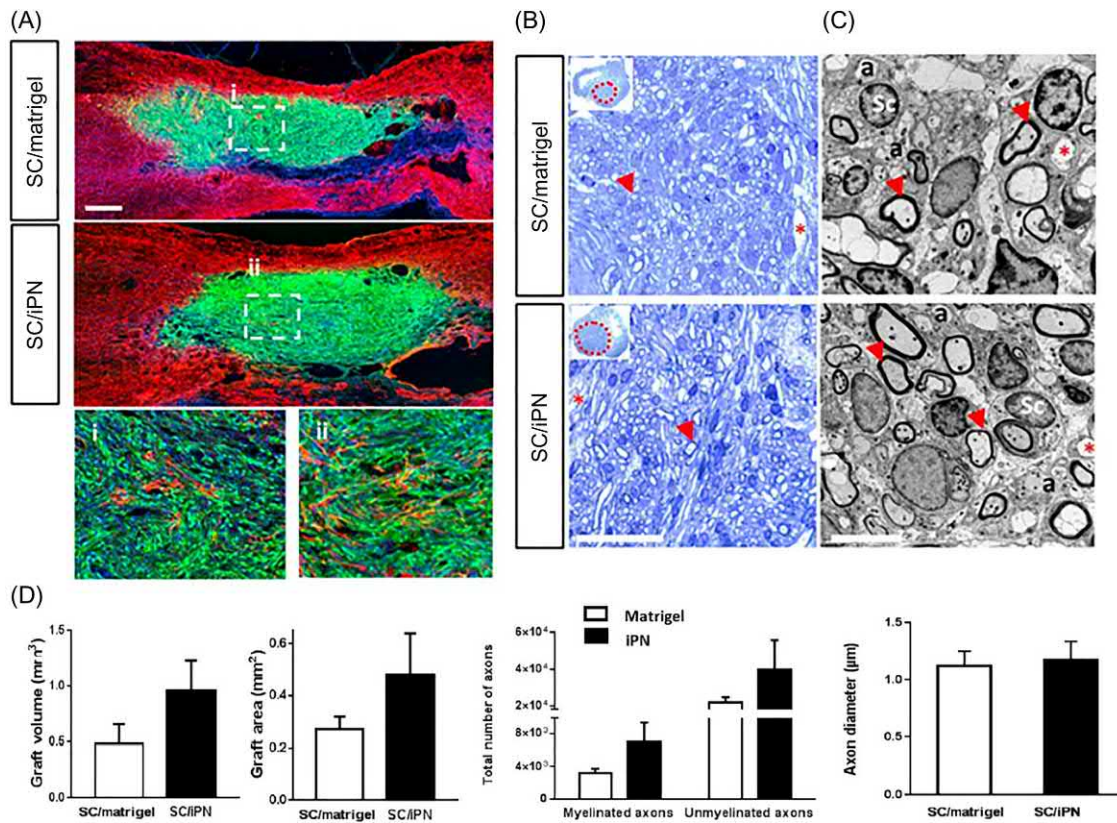 (A)
SC/matrigel
i
SC/iPN
ii
i
ii
(B)
SC/matrigel
*
SC/iPN
*
(C)
a
Sc
a
*
a
Sc
*
a
(D)
Graft volume (mm³)
1.5
1.0
0.5
0.0
SC/matrigel
SC/iPN
Graft area (mm²)
0.6
0.4
0.2
0.0
SC/matrigel
SC/iPN
Matrigel
iPN
Total number of axons
6×10⁴
4×10⁴
2×10⁴
8×10³
4×10³
0
Myelinated axons
Unmyelinated axons
Axon diameter (µm)
1.5
1.0
0.5
0.0
SC/matrigel
SC/iPN